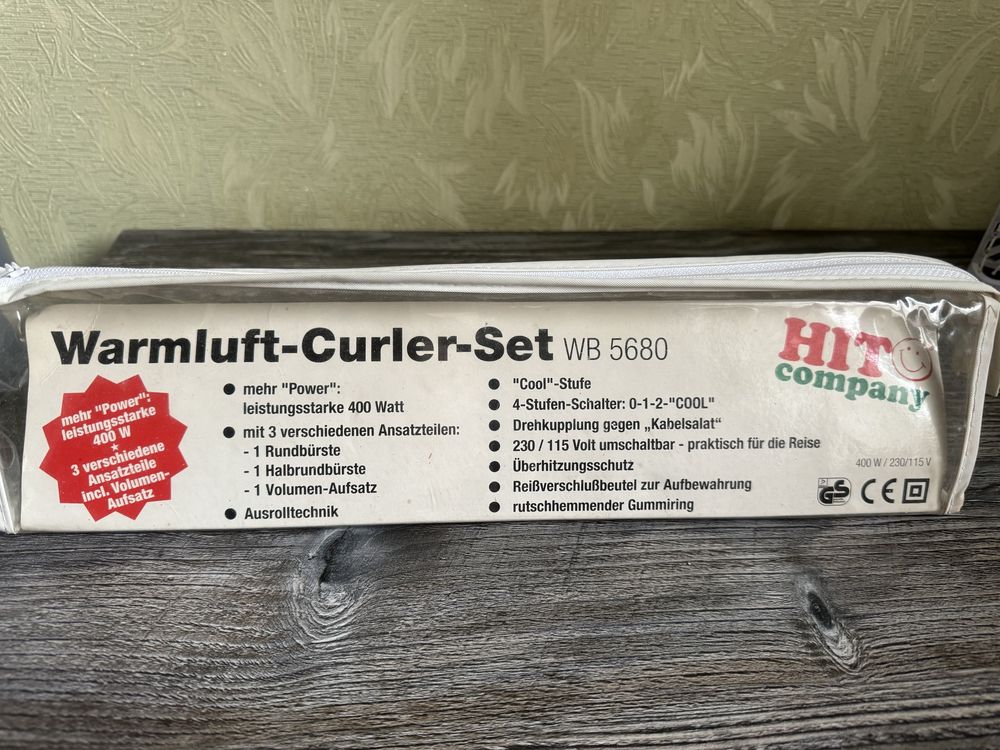 Warmluft-Curler-Set WB 5680
HIT
company
mehr "Power":
leistungsstarke
400 W
3 verschiedene
Ansatzteile
incl. Volumen-
Aufsatz
● mehr "Power":
leistungsstarke 400 Watt
● mit 3 verschiedenen Ansatzteilen:
- 1 Rundbürste
- 1 Halbrundbürste
- 1 Volumen-Aufsatz
● Ausrolltechnik
● "Cool"-Stufe
● 4-Stufen-Schalter: 0-1-2-"COOL"
● Drehkupplung gegen „Kabelsalat"
● 230 / 115 Volt umschaltbar - praktisch für die Reise
● Überhitzungsschutz
● Reißverschlußbeutel zur Aufbewahrung
● rutschhemmender Gummiring
400 W / 230/115 V
GS CE